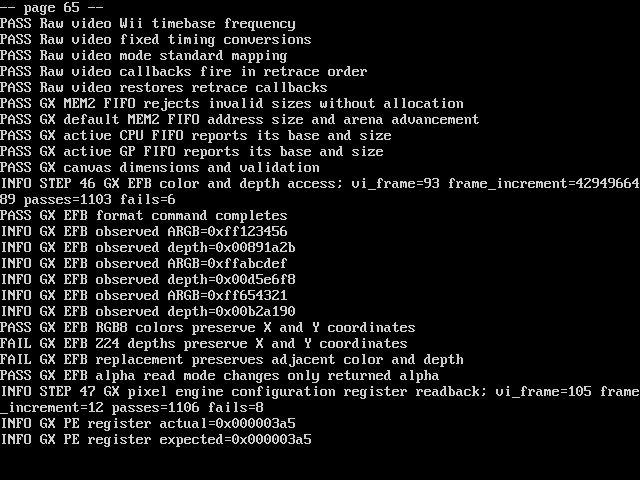 -- page 65 --
PASS Raw video Wii timebase frequency
PASS Raw video fixed timing conversions
PASS Raw video mode standard mapping
PASS Raw video callbacks fire in retrace order
PASS Raw video restores retrace callbacks
PASS GX MEM2 FIFO rejects invalid sizes without allocation
PASS GX default MEM2 FIFO address size and arena advancement
PASS GX active CPU FIFO reports its base and size
PASS GX active GP FIFO reports its base and size
PASS GX canvas dimensions and validation
INFO STEP 46 GX EFB color and depth access; vi_frame=93 frame_increment=42949664
89 passes=1103 fails=6
PASS GX EFB format command completes
INFO GX EFB observed ARGB=0xff123456
INFO GX EFB observed depth=0x00891a2b
INFO GX EFB observed ARGB=0xffabcdef
INFO GX EFB observed depth=0x00d5e6f8
INFO GX EFB observed ARGB=0xff654321
INFO GX EFB observed depth=0x00b2a190
PASS GX EFB RGB8 colors preserve X and Y coordinates
FAIL GX EFB Z24 depths preserve X and Y coordinates
FAIL GX EFB replacement preserves adjacent color and depth
PASS GX EFB alpha read mode changes only returned alpha
INFO STEP 47 GX pixel engine configuration register readback; vi_frame=105 frame
_increment=12 passes=1106 fails=8
INFO GX PE register actual=0x000003a5
INFO GX PE register expected=0x000003a5